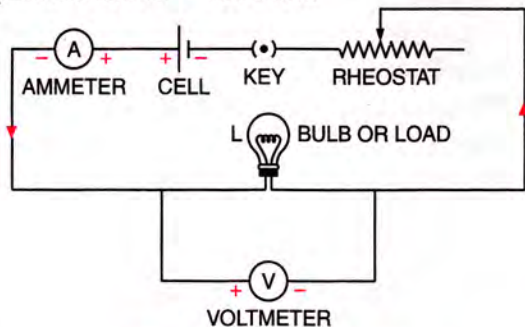 - A + + - (•)
AMMETER CELL KEY RHEOSTAT
L BULB OR LOAD
+ V -
VOLTMETER